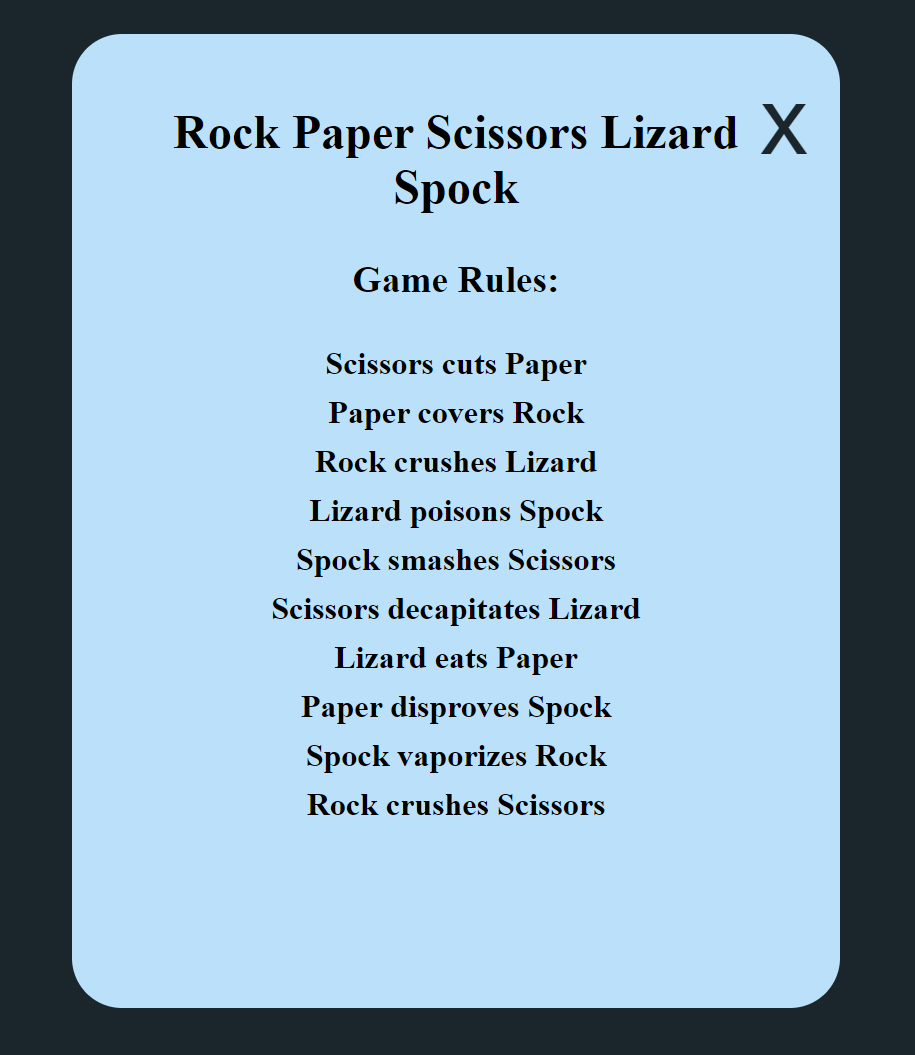 Rock Paper Scissors Lizard X
Spock
Game Rules:
Scissors cuts Paper
Paper covers Rock
Rock crushes Lizard
Lizard poisons Spock
Spock smashes Scissors
Scissors decapitates Lizard
Lizard eats Paper
Paper disproves Spock
Spock vaporizes Rock
Rock crushes Scissors